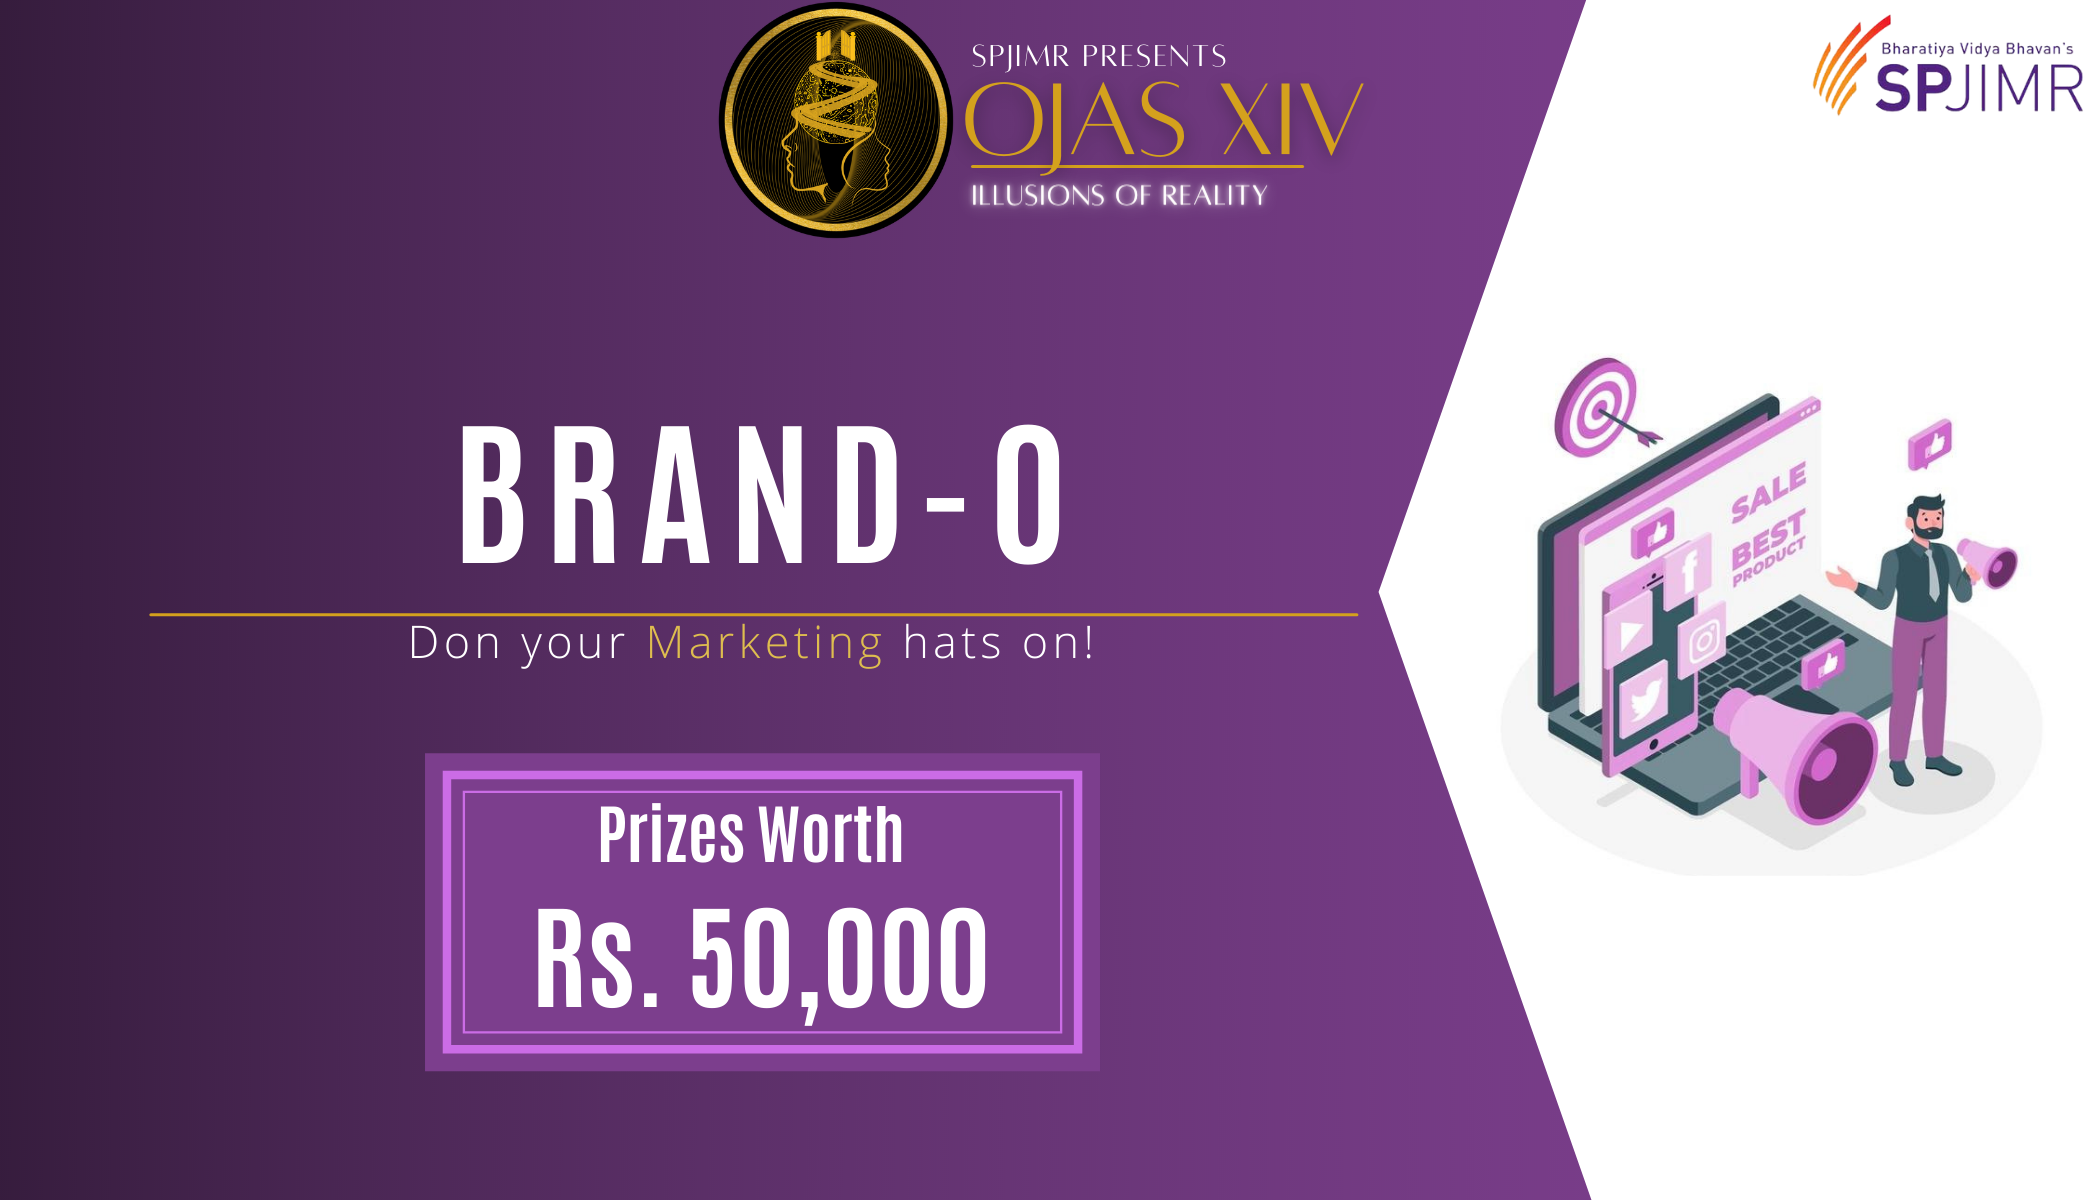 SPJIMR PRESENTS
OJAS XIV
ILLUSIONS OF REALITY
Bharatiya Vidya Bhavan's
SPJIMR
BRAND-O
Don your Marketing hats on!
Prizes Worth
Rs. 50,000
SALE
BEST
PRODUCT